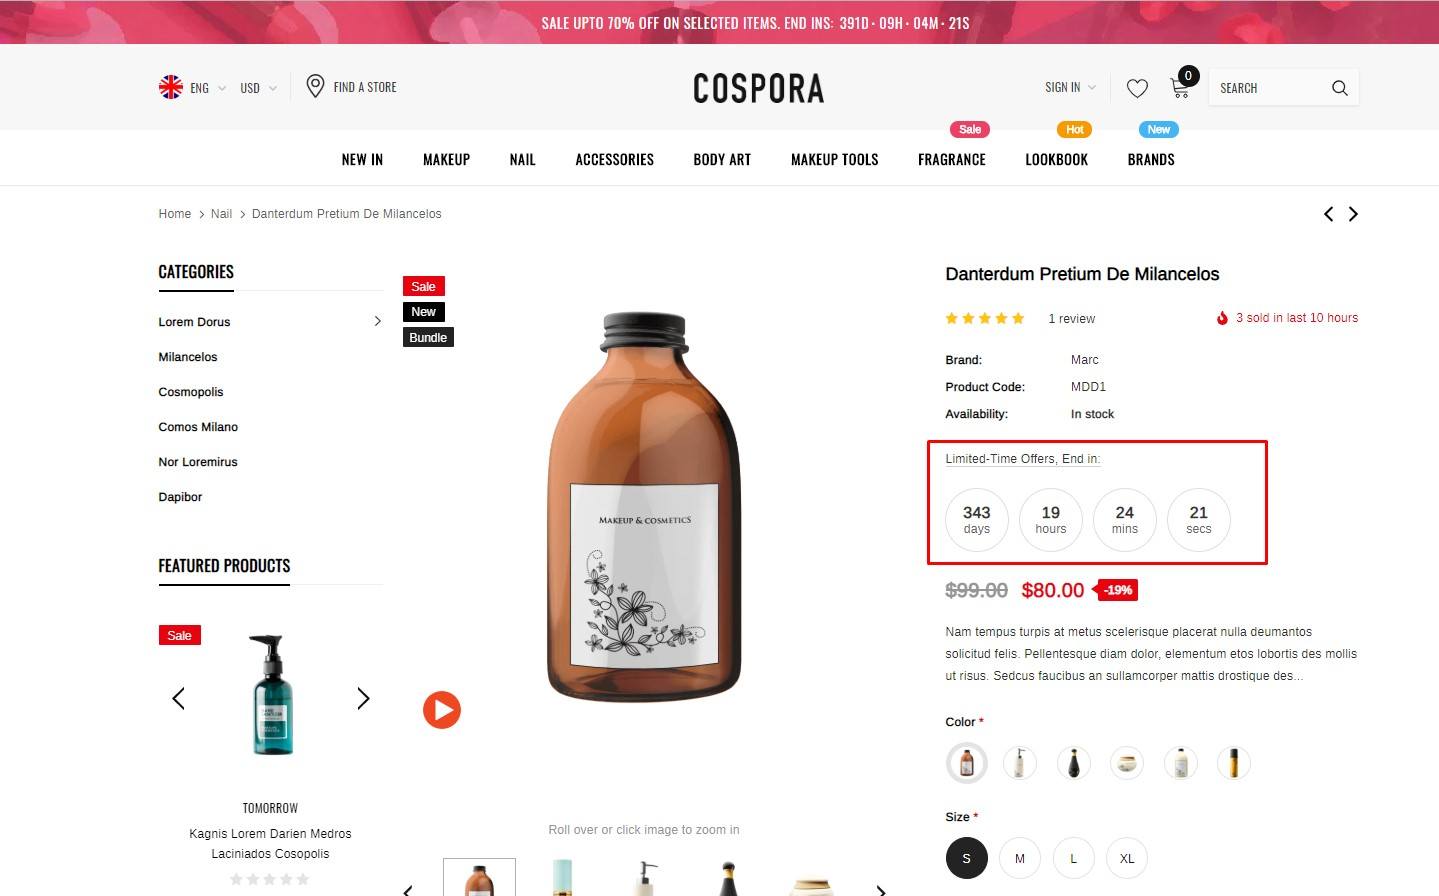 SALE UPTO 70% OFF ON SELECTED ITEMS. END INS: 391D · 09H · 04M · 21S
ENG USD FIND A STORE
COSPORA
SIGN IN 0 SEARCH
Sale Hot New
NEW IN MAKEUP NAIL ACCESSORIES BODY ART MAKEUP TOOLS FRAGRANCE LOOKBOOK BRANDS
Home > Nail > Danterdum Pretium De Milancelos
CATEGORIES
Lorem Dorus
Milancelos
Cosmopolis
Comos Milano
Nor Loremirus
Dapibor
FEATURED PRODUCTS
Sale
TOMORROW
Kagnis Lorem Darien Medros
Laciniados Cosopolis
Sale
New
Bundle
MAKEUP & COSMETICS
Roll over or click image to zoom in
Danterdum Pretium De Milancelos
1 review 3 sold in last 10 hours
Brand: Marc
Product Code: MDD1
Availability: In stock
Limited-Time Offers, End in:
343 19 24 21
days hours mins secs
$99.00 $80.00 -19%
Nam tempus turpis at metus scelerisque placerat nulla deumantos
solicitud felis. Pellentesque diam dolor, elementum etos lobortis des mollis
ut risus. Sedcus faucibus an sullamcorper mattis drostique des...
Color *
Size *
S M L XL